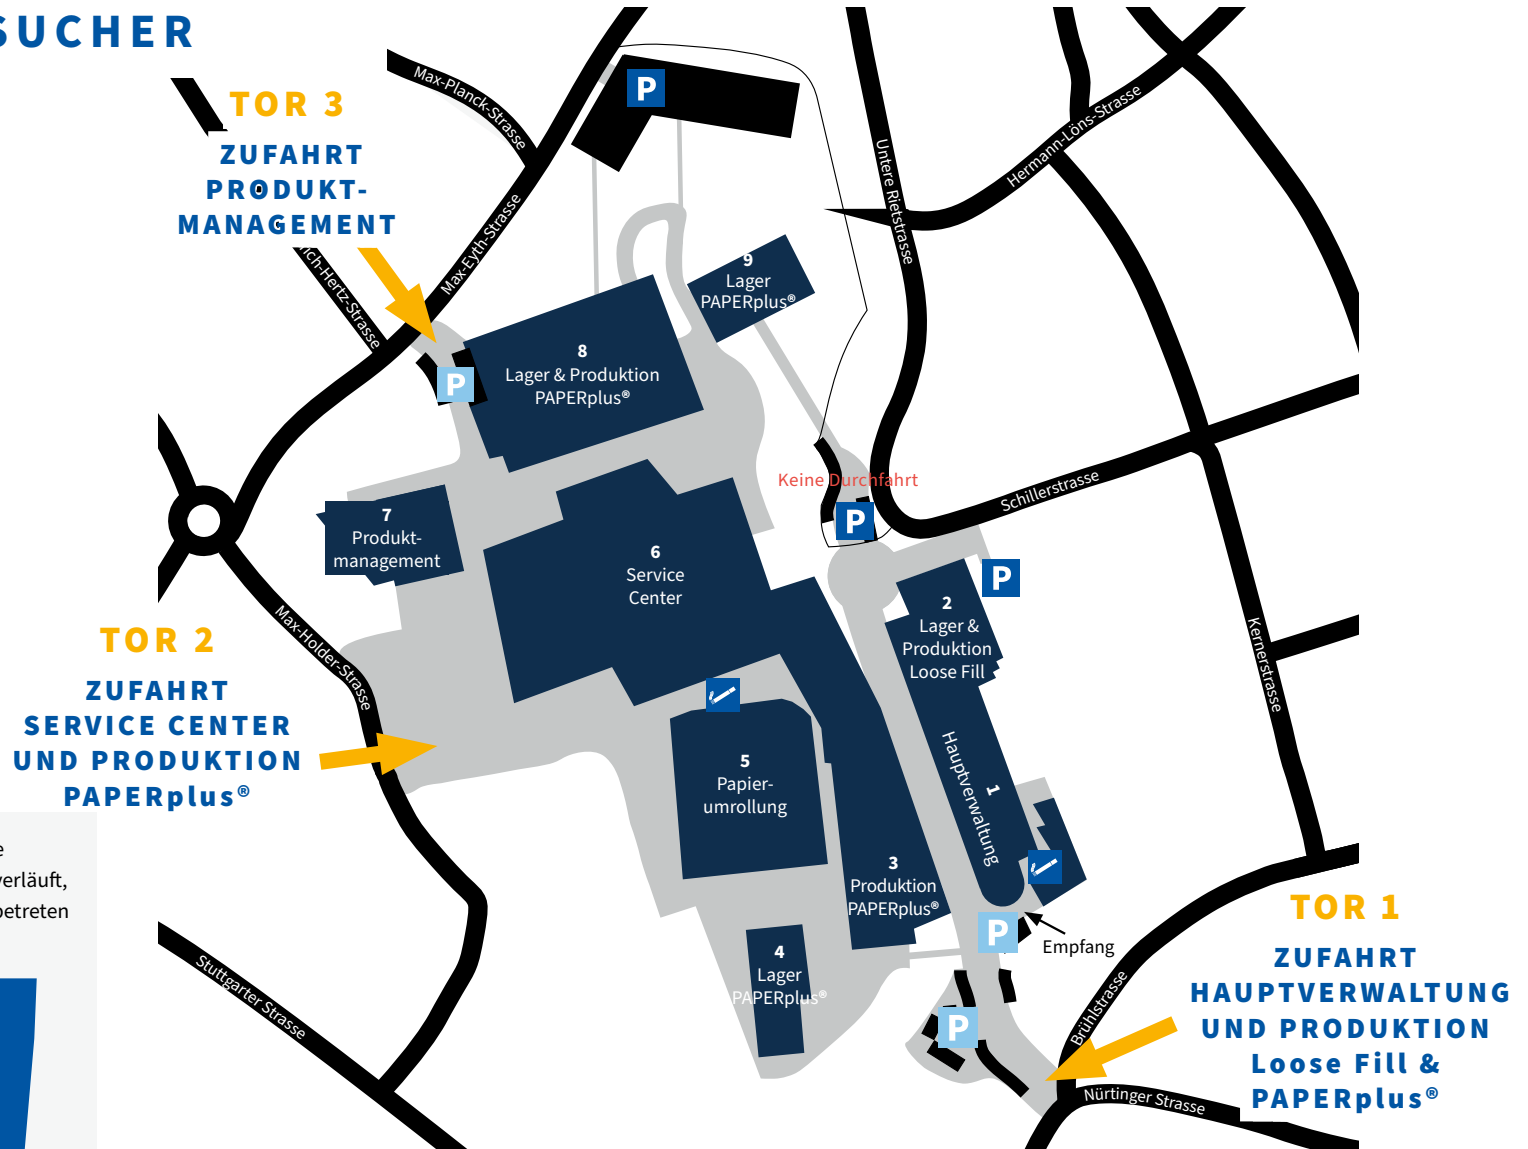 SUCHER
TOR 3
ZUFAHRT
PRODUKT-
MANAGEMENT
Max-Planck-Strasse
Max-Eyth-Strasse
ich-Hertz-Strasse
P
P
Untere Rietstrasse
Hermann-Löns-Strasse
9
Lager
PAPERplus®
8
Lager & Produktion
PAPERplus®
Keine Durchfahrt
P
Schillerstrasse
7
Produkt-
management
6
Service
Center
P
2
Lager &
Produktion
Loose Fill
Kernerstrasse
Max-Holder-Strasse
TOR 2
ZUFAHRT
SERVICE CENTER
UND PRODUKTION
PAPERplus®
5
Papier-
umrollung
1
Hauptverwaltung
3
Produktion
PAPERplus®
4
Lager
PAPERplus®
P
Empfang
P
e
verläuft,
betreten
Stuttgarter Strasse
Brühlstrasse
Nürtinger Strasse
TOR 1
ZUFAHRT
HAUPTVERWALTUNG
UND PRODUKTION
Loose Fill &
PAPERplus®